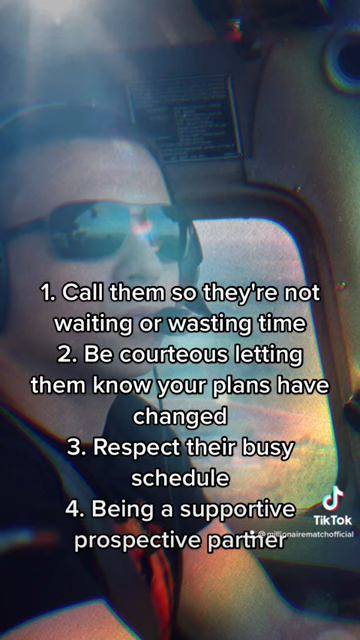 1. Call them so they're not
waiting or wasting time
2. Be courteous letting
them know your plans have
changed
3. Respect their busy
schedule
4. Being a supportive
prospective partner
TikTok
@millionairematchofficial